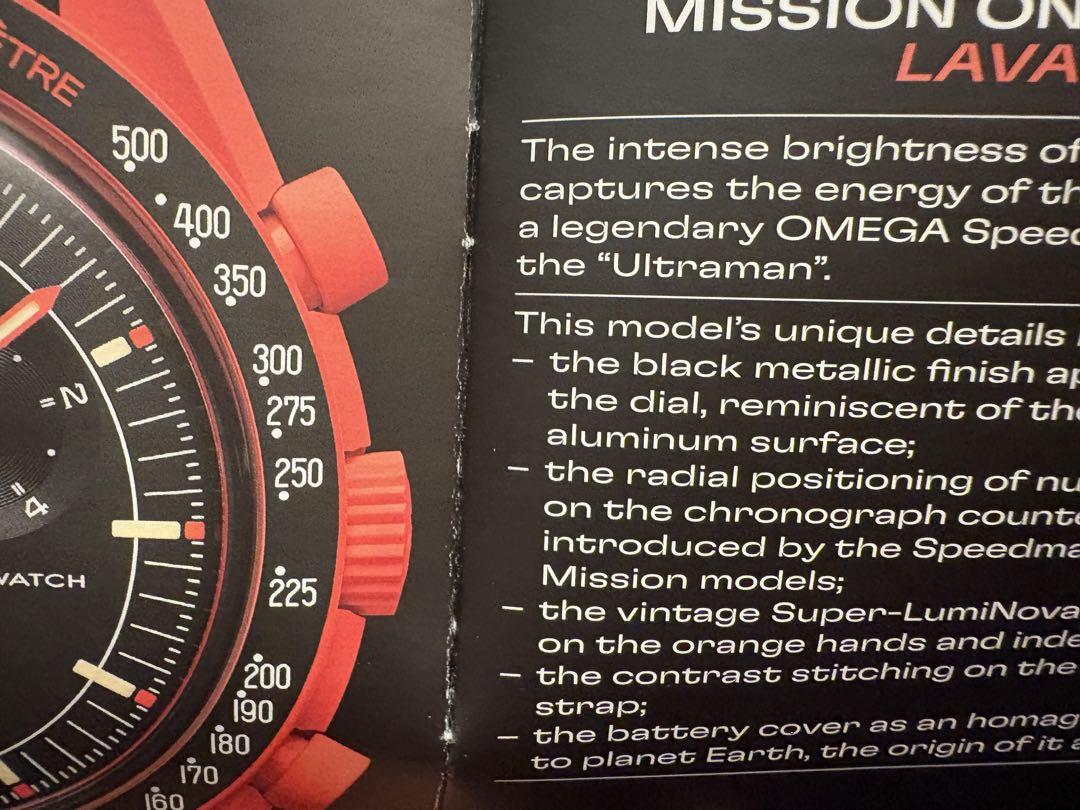 ÈTRE
500
400
350
300
275
250
225
200
190
180
170
160
=2
=4
WATCH
MISSION ON
LAVA
The intense brightness of
captures the energy of th
a legendary OMEGA Speed
the “Ultraman”.
This model’s unique details
– the black metallic finish ap
the dial, reminiscent of the
aluminum surface;
– the radial positioning of nu
on the chronograph counte
introduced by the Speedma
Mission models;
– the vintage Super-LumiNova
on the orange hands and inde
– the contrast stitching on the
strap;
– the battery cover as an homag
to planet Earth, the origin of it a